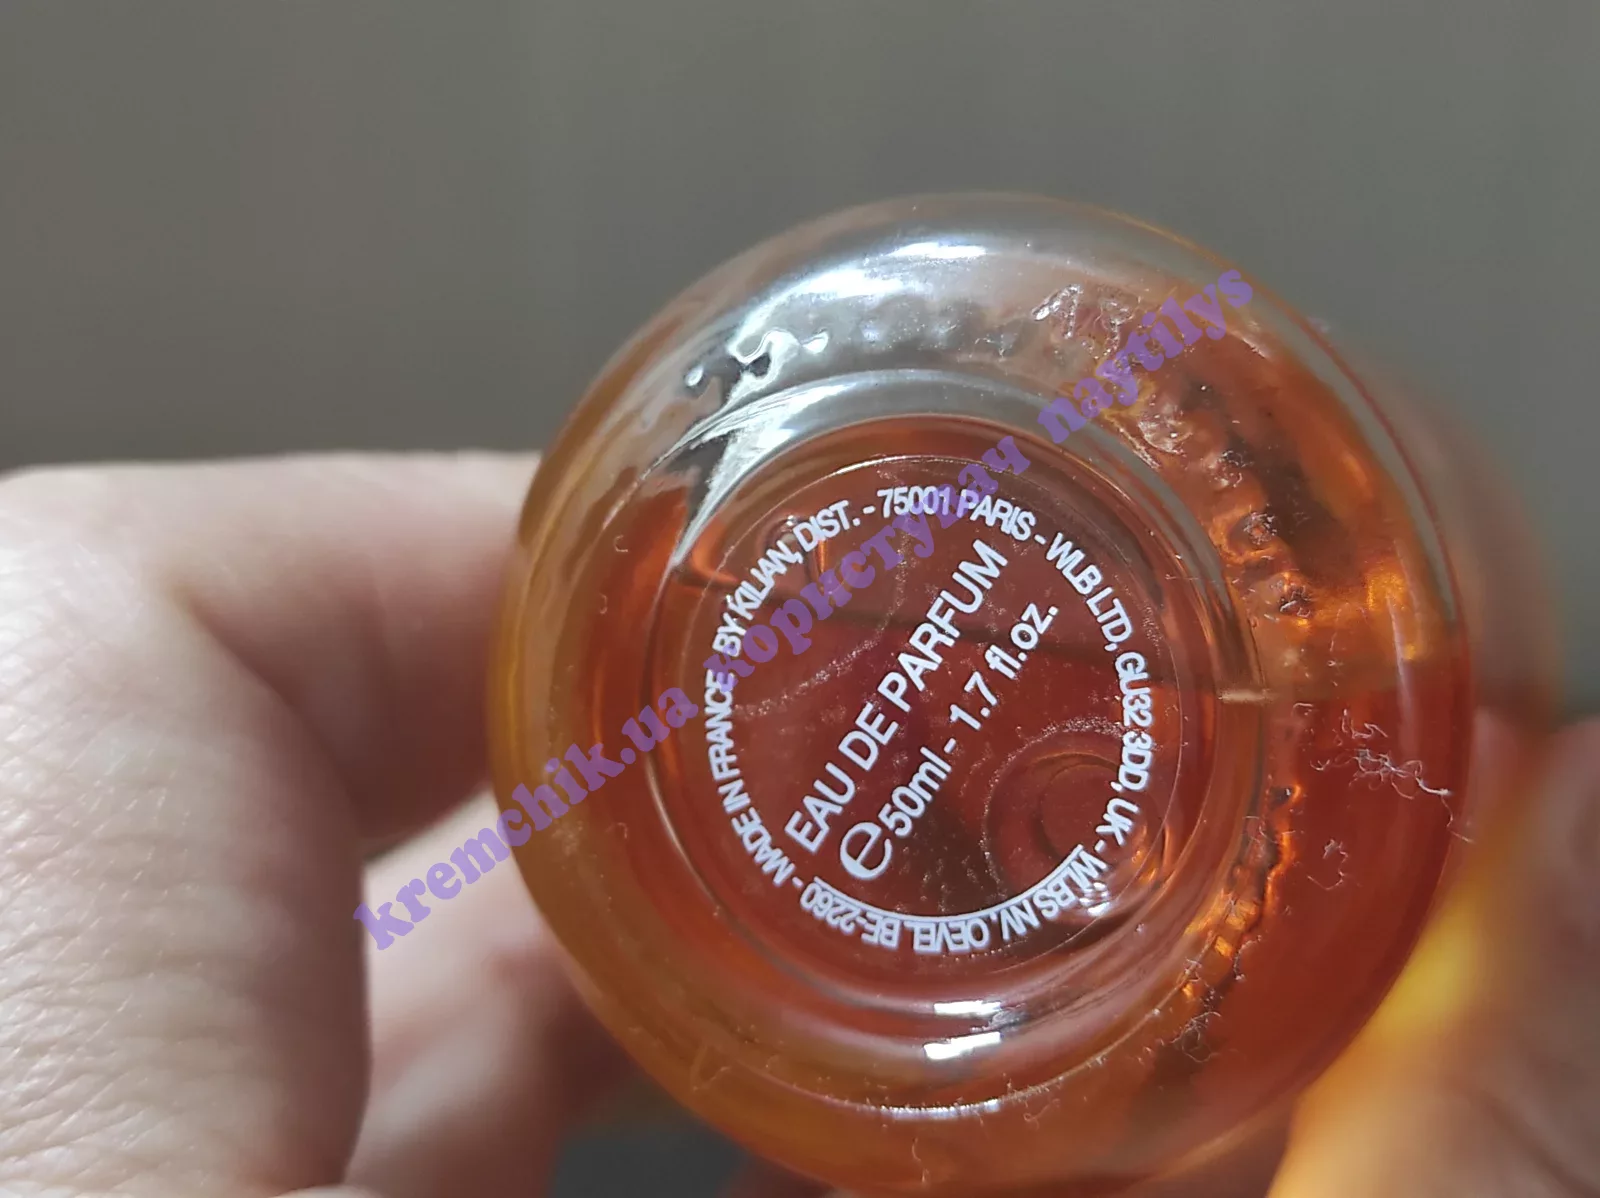 MADE IN FRANCE BY KILIAN, DIST. - 75001 PARIS - WLB LTD, GU32 3DD, UK - WLBS NV, OEVEL, BE-2260 -
EAU DE PARFUM
e 50ml - 1.7 fl.oz.
kremchik.ua користувач naytilys